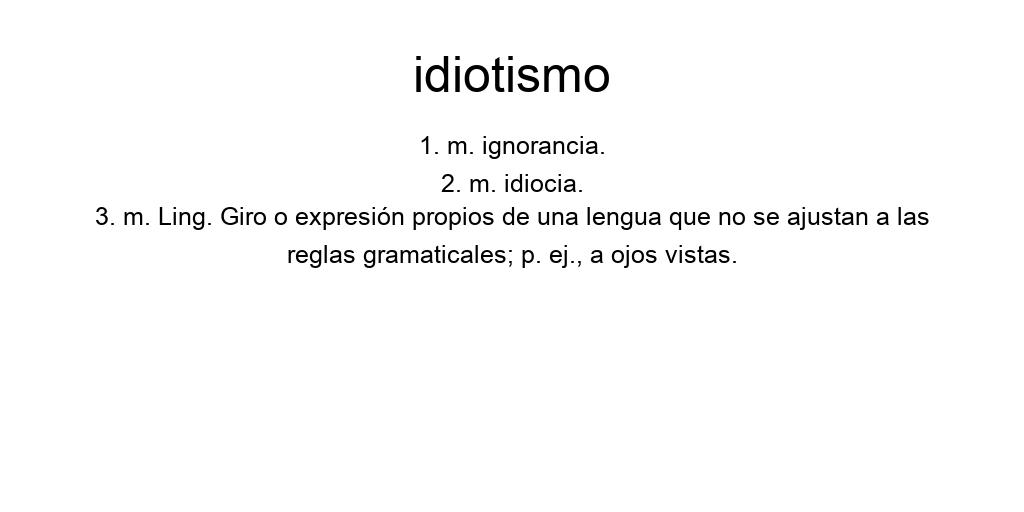 idiotismo
1. m. ignorancia.
2. m. idiocia.
3. m. Ling. Giro o expresión propios de una lengua que no se ajustan a las
reglas gramaticales; p. ej., a ojos vistas.